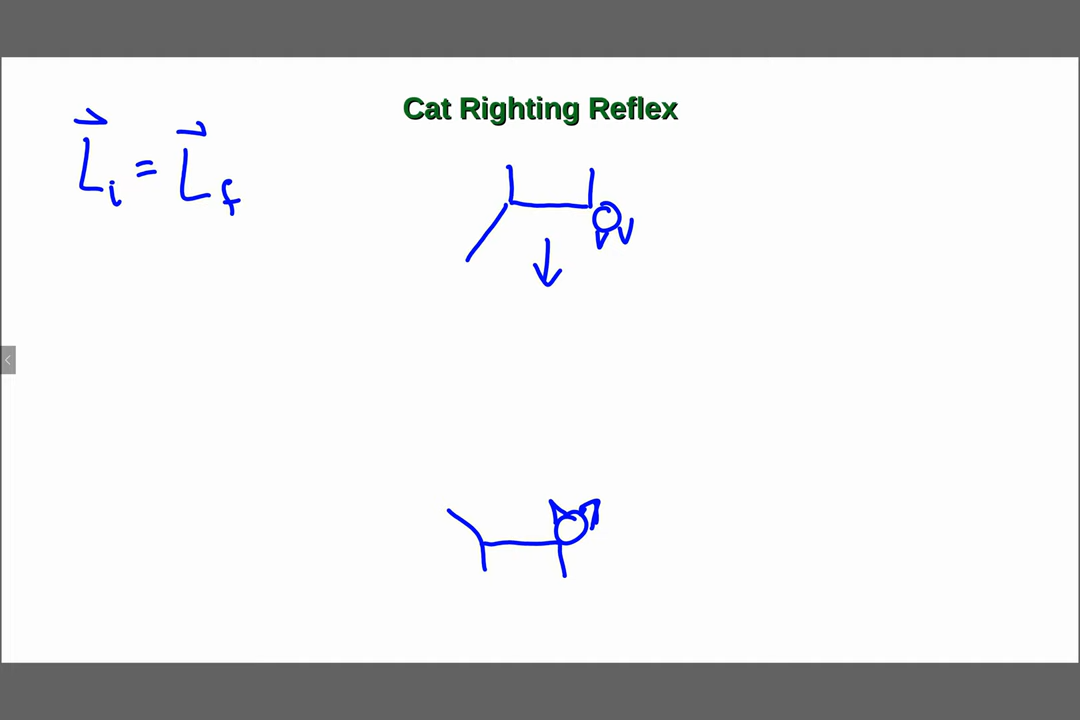 Cat Righting Reflex
L⃗i = L⃗f